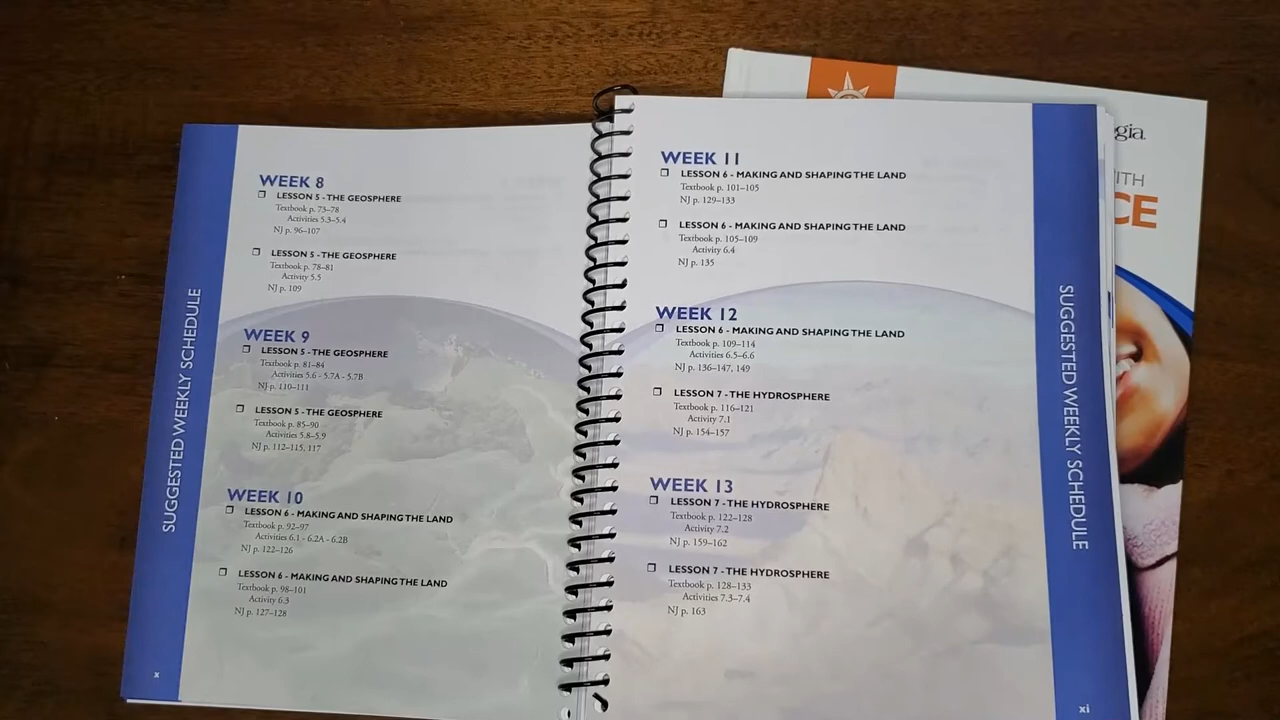 SUGGESTED WEEKLY SCHEDULE
WEEK 8
❐ LESSON 5 - THE GEOSPHERE
Textbook p. 73–78
Activities 5.3–5.4
NJ p. 96–107
❐ LESSON 5 - THE GEOSPHERE
Textbook p. 78–81
Activity 5.5
NJ p. 109
WEEK 9
❐ LESSON 5 - THE GEOSPHERE
Textbook p. 81–84
Activities 5.6 - 5.7A - 5.7B
NJ p. 110–111
❐ LESSON 5 - THE GEOSPHERE
Textbook p. 85–90
Activities 5.8–5.9
NJ p. 112–115, 117
WEEK 10
❐ LESSON 6 - MAKING AND SHAPING THE LAND
Textbook p. 92–97
Activities 6.1 - 6.2A - 6.2B
NJ p. 122–126
❐ LESSON 6 - MAKING AND SHAPING THE LAND
Textbook p. 98–101
Activity 6.3
NJ p. 127–128
x
WEEK 11
❐ LESSON 6 - MAKING AND SHAPING THE LAND
Textbook p. 101–105
NJ p. 129–133
❐ LESSON 6 - MAKING AND SHAPING THE LAND
Textbook p. 105–109
Activity 6.4
NJ p. 135
WEEK 12
❐ LESSON 6 - MAKING AND SHAPING THE LAND
Textbook p. 109–114
Activities 6.5–6.6
NJ p. 136–147, 149
❐ LESSON 7 - THE HYDROSPHERE
Textbook p. 116–121
Activity 7.1
NJ p. 154–157
WEEK 13
❐ LESSON 7 - THE HYDROSPHERE
Textbook p. 122–128
Activity 7.2
NJ p. 159–162
❐ LESSON 7 - THE HYDROSPHERE
Textbook p. 128–133
Activities 7.3–7.4
NJ p. 163
SUGGESTED WEEKLY SCHEDULE
xi
gia
ITH
CE